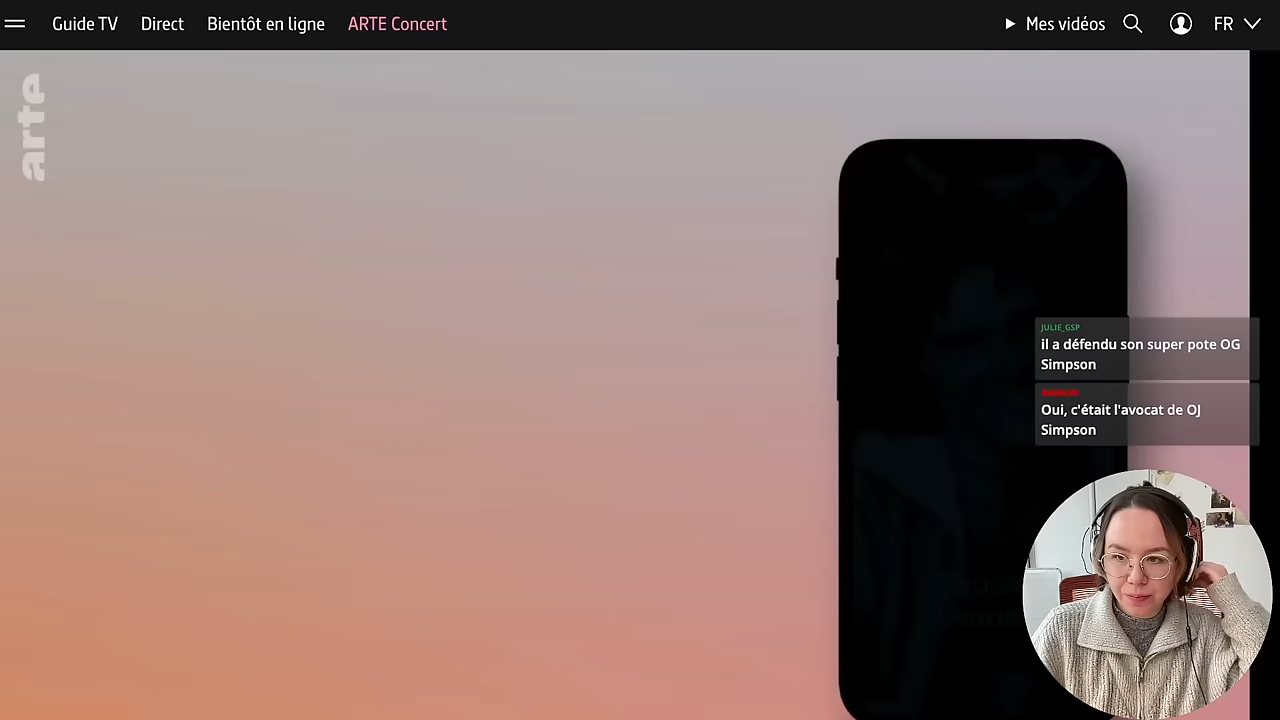 Guide TV
Direct
Bientôt en ligne
ARTE Concert
Mes vidéos
FR
arte
JULIE_GSP
il a défendu son super pote OG
Simpson
Oui, c'était l'avocat de OJ
Simpson